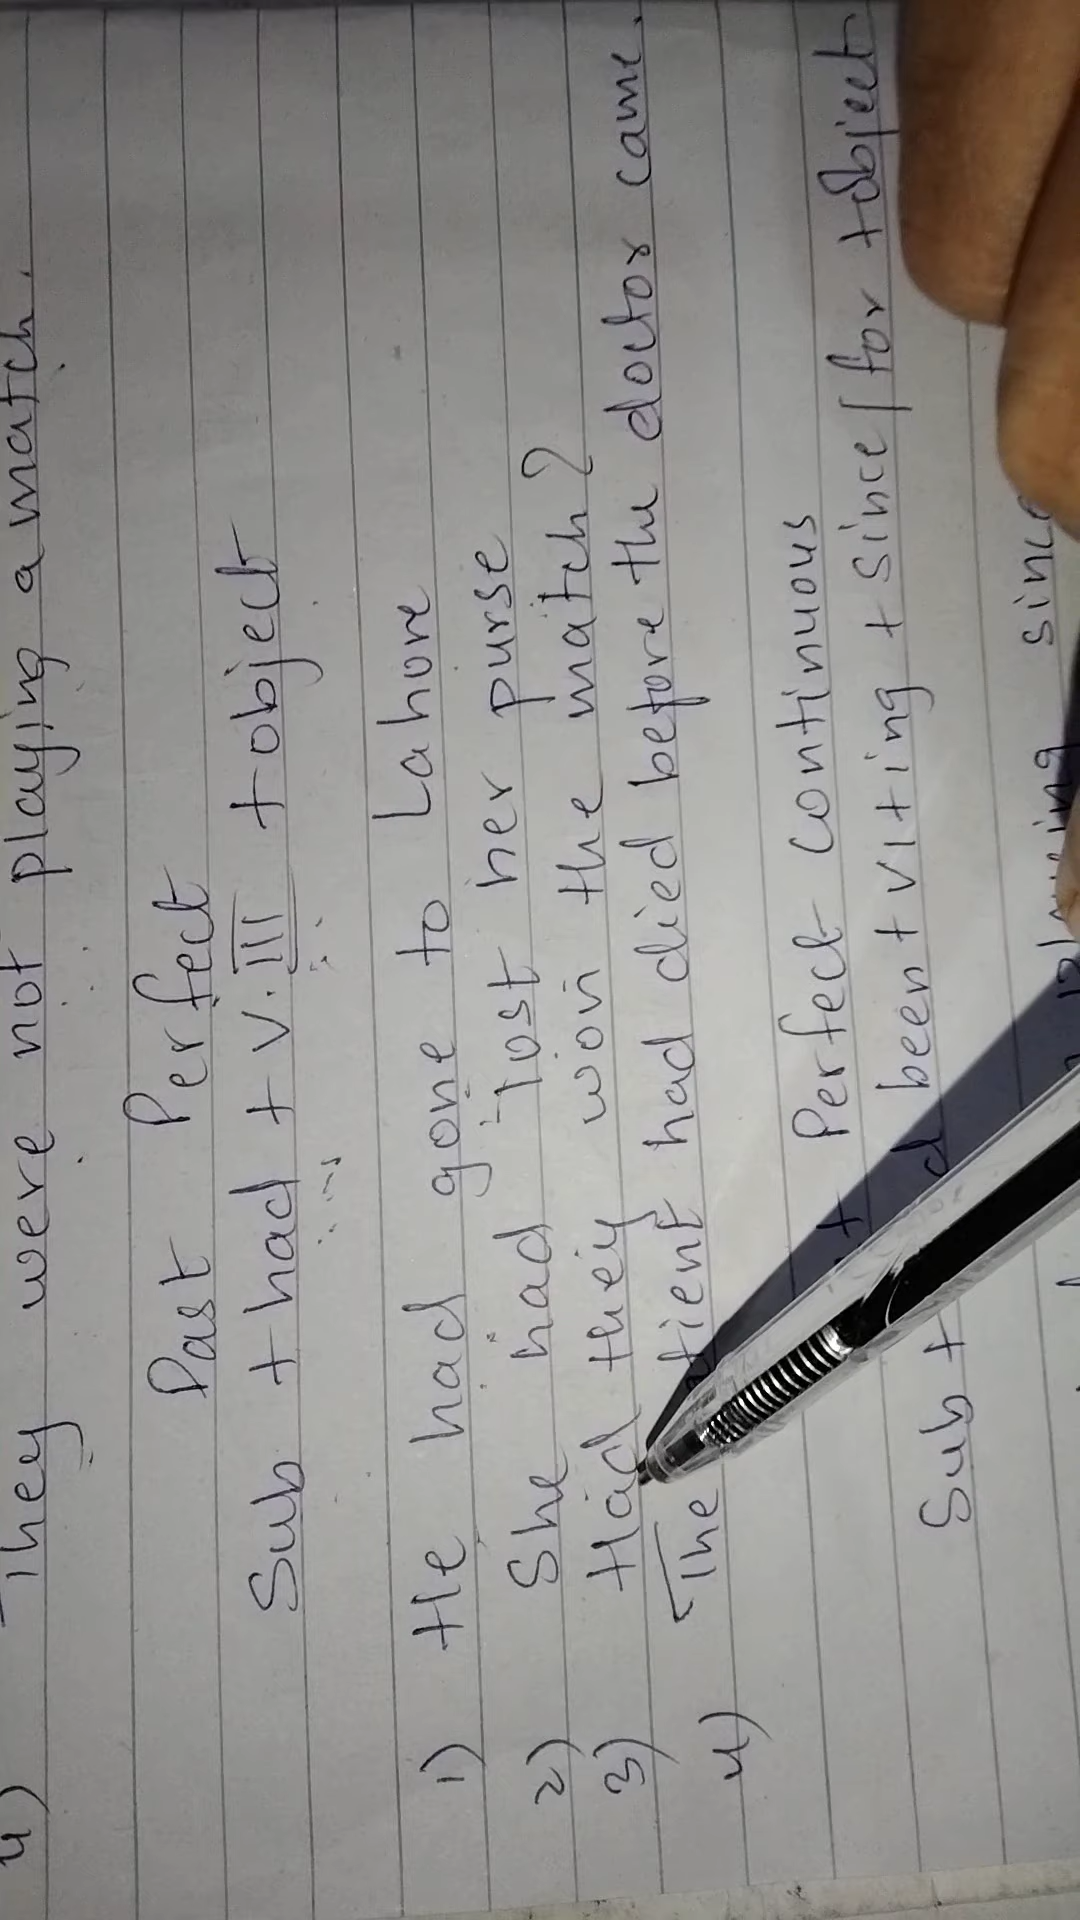 4) They were not playing a match.
Past Perfect
Sub + had + V.III + object
1) He had gone to Lahore
2) She had lost her purse
3) Had they won the match?
4) The had died before the doctor came.
Perfect continuous
Sub + been + V1 + ing + since/for + object
since